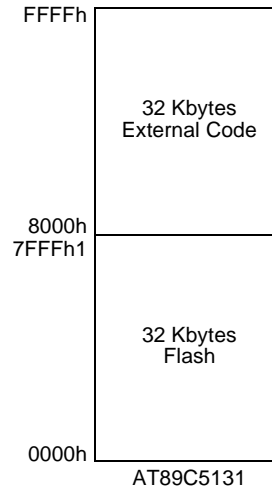 FFFFh
32 Kbytes
External Code
8000h
7FFFh1
32 Kbytes
Flash
0000h
AT89C5131